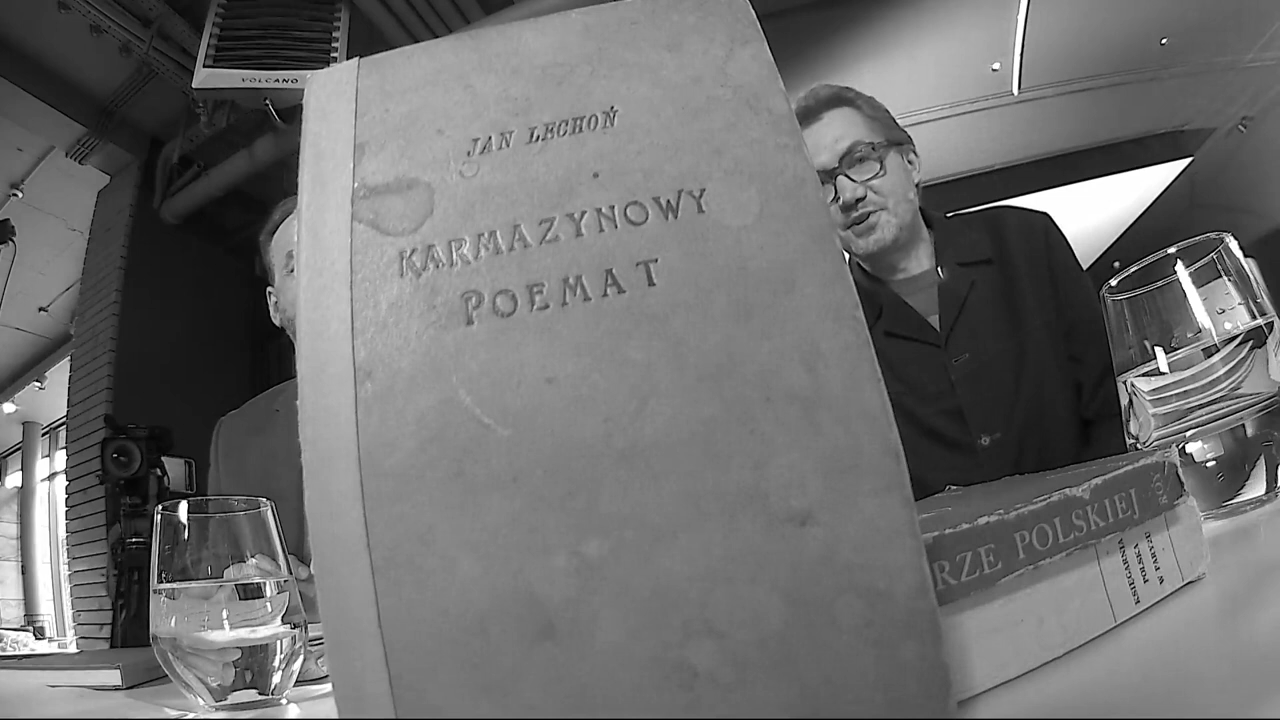 VOLCANO
JAN LECHOŃ
KARMAZYNOWY
POEMAT
RZE POLSKIEJ
KSIĘGARNIA
POLSKA
W PARYŻU